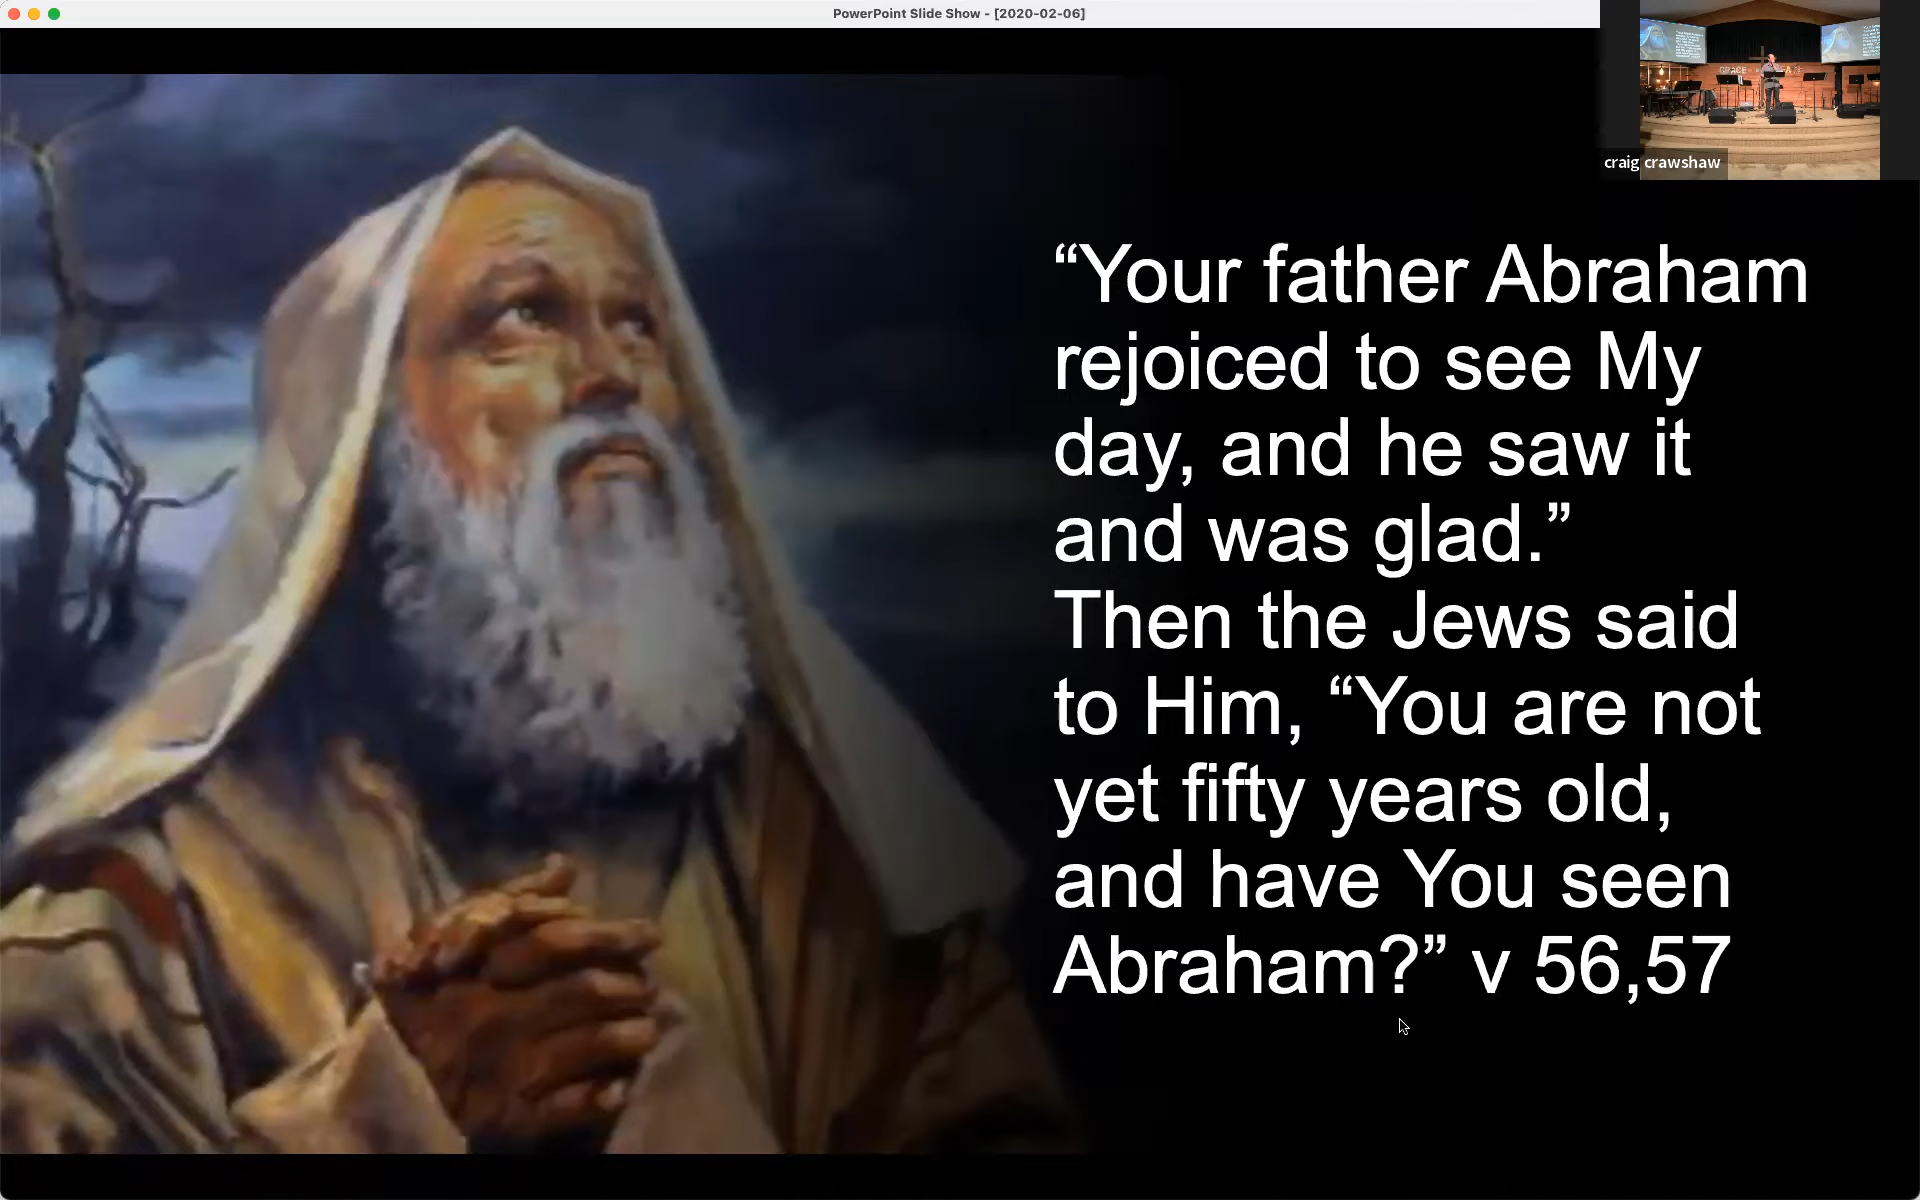 PowerPoint Slide Show - [2020-02-06]
GRACE
craig crawshaw
“Your father Abraham
rejoiced to see My
day, and he saw it
and was glad.”
Then the Jews said
to Him, “You are not
yet fifty years old,
and have You seen
Abraham?” v 56,57